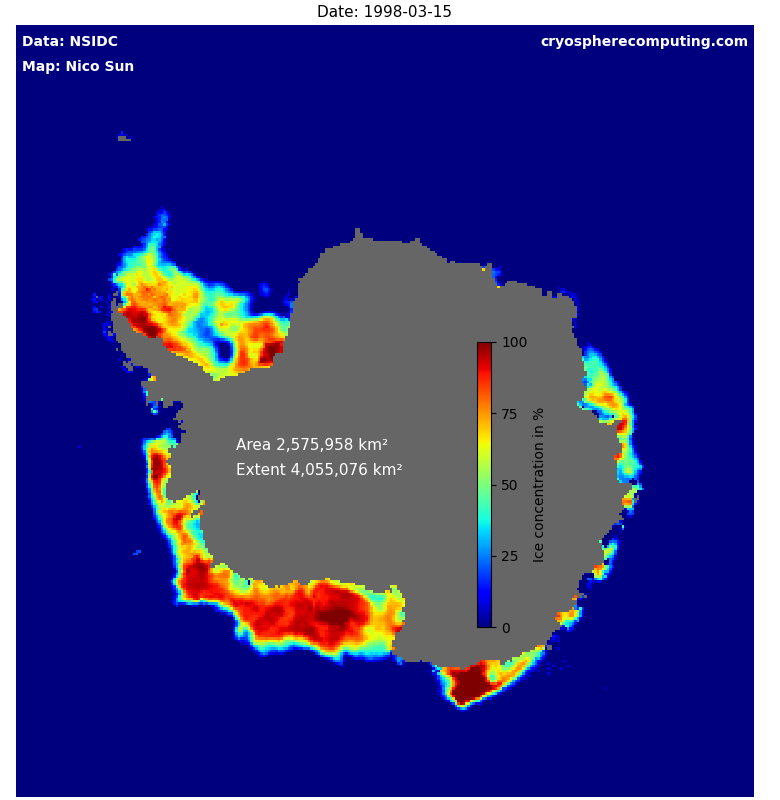 Date: 1998-03-15
Data: NSIDC
cryospherecomputing.com
Map: Nico Sun
Area 2,575,958 km²
Extent 4,055,076 km²
100
75
50
25
0
Ice concentration in %